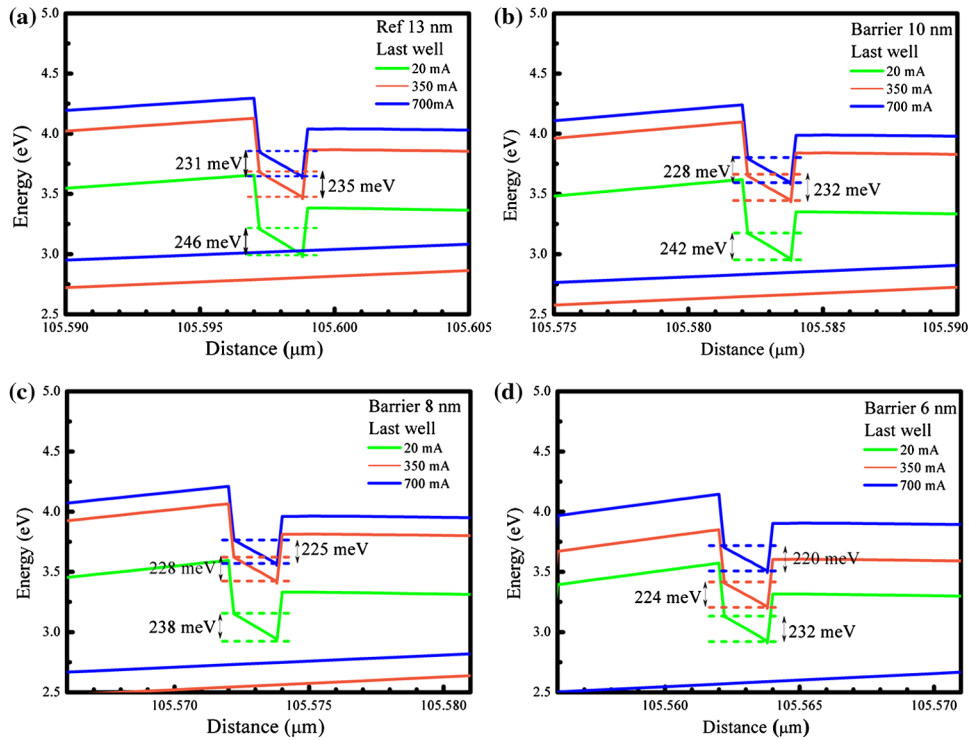 (a)
Ref 13 nm
Last well
20 mA
350 mA
700mA
231 meV
235 meV
246 meV
5.0
4.5
4.0
3.5
3.0
2.5
Energy (eV)
105.590
105.595
105.600
105.605
Distance (μm)
(b)
Barrier 10 nm
Last well
20 mA
350 mA
700 mA
228 meV
232 meV
242 meV
5.0
4.5
4.0
3.5
3.0
2.5
Energy (eV)
105.575
105.580
105.585
105.590
Distance (μm)
(c)
Barrier 8 nm
Last well
20 mA
350 mA
700 mA
225 meV
228 meV
238 meV
5.0
4.5
4.0
3.5
3.0
2.5
Energy (eV)
105.570
105.575
105.580
Distance (μm)
(d)
Barrier 6 nm
Last well
20 mA
350 mA
700 mA
220 meV
224 meV
232 meV
5.0
4.5
4.0
3.5
3.0
2.5
Energy (eV)
105.560
105.565
105.570
Distance (μm)